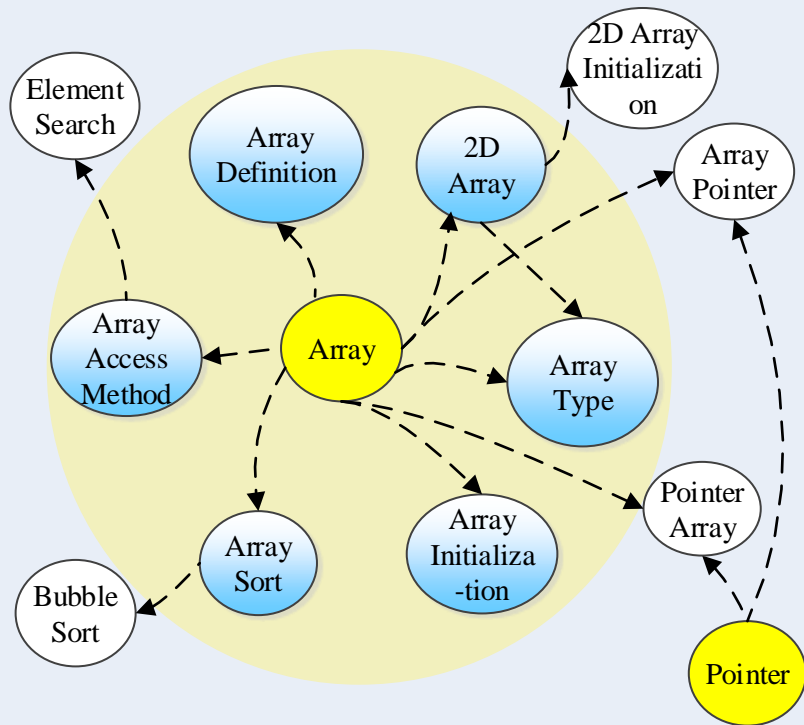 2D Array
Initializati
on
Element
Search
Array
Definition
2D
Array
Array
Pointer
Array
Access
Method
Array
Array
Type
Pointer
Array
Array
Sort
Array
Initializa
-tion
Bubble
Sort
Pointer